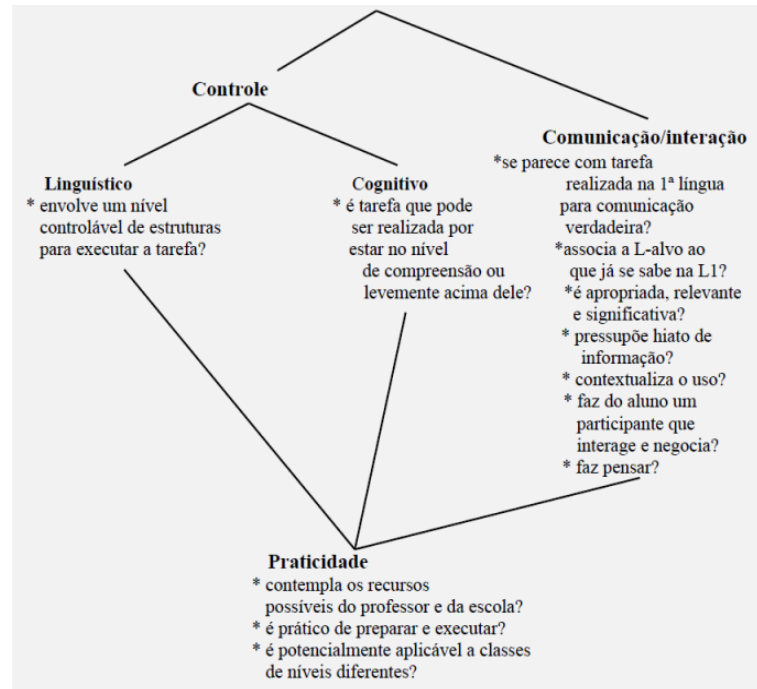 Controle
Linguístico
* envolve um nível
controlável de estruturas
para executar a tarefa?
Cognitivo
* é tarefa que pode
ser realizada por
estar no nível
de compreensão ou
levemente acima dele?
Comunicação/interação
*se parece com tarefa
realizada na 1ª língua
para comunicação
verdadeira?
*associa a L-alvo ao
que já se sabe na L1?
*é apropriada, relevante
e significativa?
* pressupõe hiato de
informação?
* contextualiza o uso?
* faz do aluno um
participante que
interage e negocia?
* faz pensar?
Praticidade
* contempla os recursos
possíveis do professor e da escola?
* é prático de preparar e executar?
* é potencialmente aplicável a classes
de níveis diferentes?